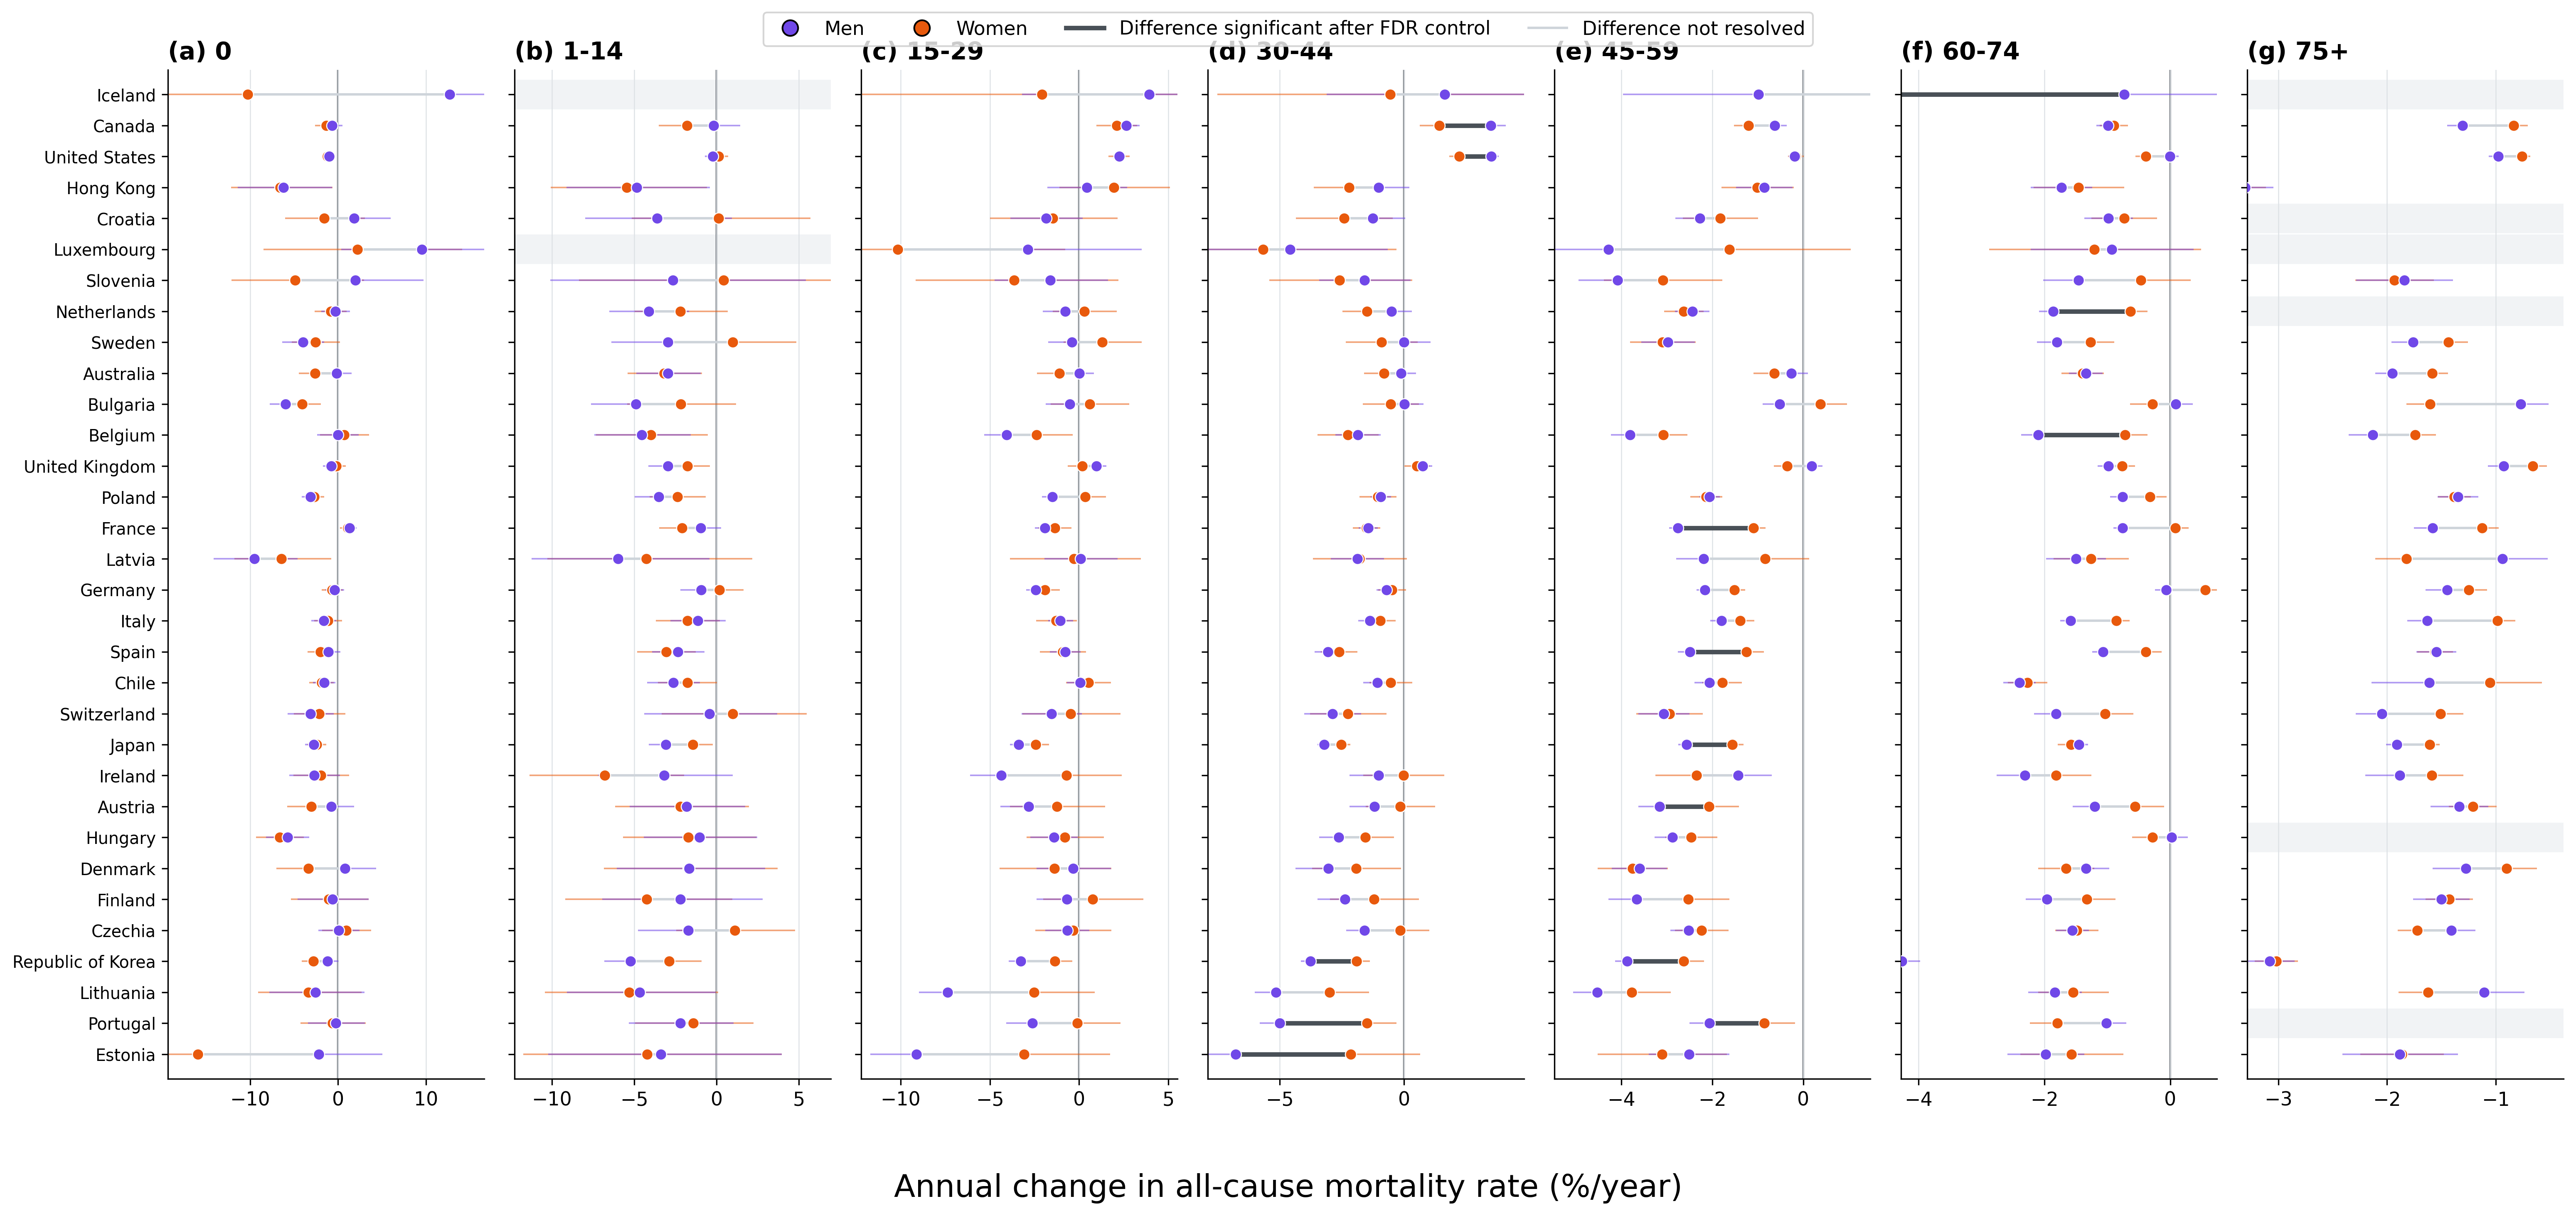 Men Women Difference significant after FDR control Difference not resolved
(a) 0 (b) 1-14 (c) 15-29 (d) 30-44 (e) 45-59 (f) 60-74 (g) 75+
Iceland
Canada
United States
Hong Kong
Croatia
Luxembourg
Slovenia
Netherlands
Sweden
Australia
Bulgaria
Belgium
United Kingdom
Poland
France
Latvia
Germany
Italy
Spain
Chile
Switzerland
Japan
Ireland
Austria
Hungary
Denmark
Finland
Czechia
Republic of Korea
Lithuania
Portugal
Estonia
−10 0 10 −10 −5 0 5 −10 −5 0 5 −5 0 −4 −2 0 −4 −2 0 −3 −2 −1
Annual change in all-cause mortality rate (%/year)